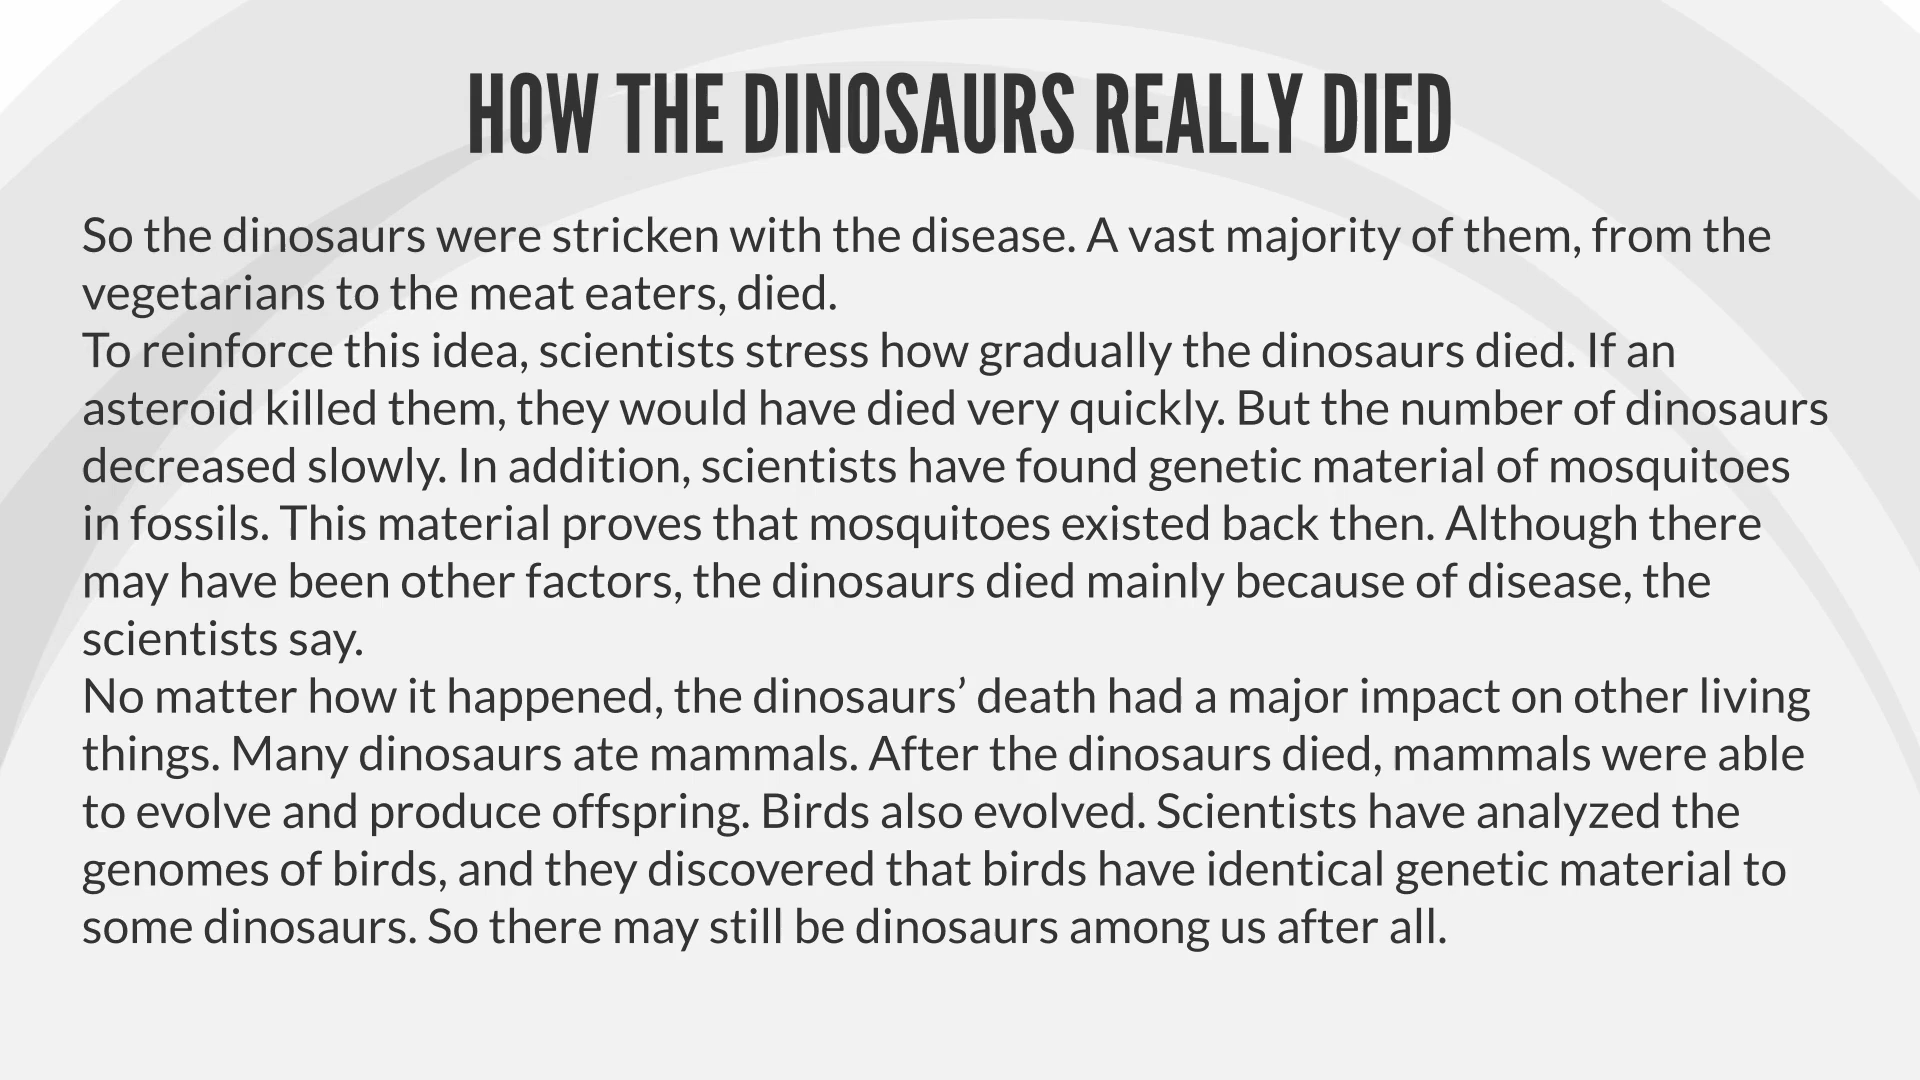 HOW THE DINOSAURS REALLY DIED
So the dinosaurs were stricken with the disease. A vast majority of them, from the
vegetarians to the meat eaters, died.
To reinforce this idea, scientists stress how gradually the dinosaurs died. If an
asteroid killed them, they would have died very quickly. But the number of dinosaurs
decreased slowly. In addition, scientists have found genetic material of mosquitoes
in fossils. This material proves that mosquitoes existed back then. Although there
may have been other factors, the dinosaurs died mainly because of disease, the
scientists say.
No matter how it happened, the dinosaurs’ death had a major impact on other living
things. Many dinosaurs ate mammals. After the dinosaurs died, mammals were able
to evolve and produce offspring. Birds also evolved. Scientists have analyzed the
genomes of birds, and they discovered that birds have identical genetic material to
some dinosaurs. So there may still be dinosaurs among us after all.